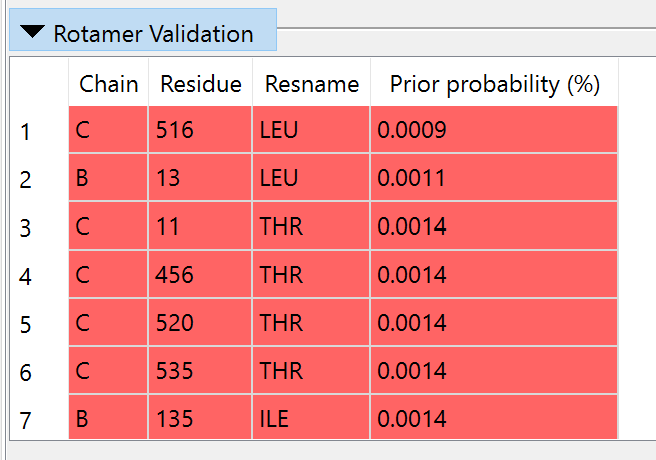 Rotamer Validation
Chain Residue Resname Prior probability (%)
1 C 516 LEU 0.0009
2 B 13 LEU 0.0011
3 C 11 THR 0.0014
4 C 456 THR 0.0014
5 C 520 THR 0.0014
6 C 535 THR 0.0014
7 B 135 ILE 0.0014